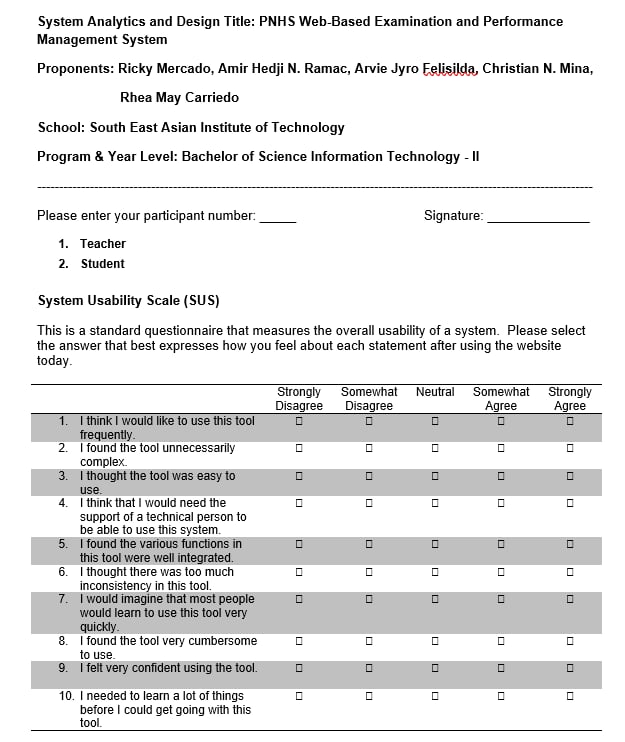 System Analytics and Design Title: PNHS Web-Based Examination and Performance
Management System
Proponents: Ricky Mercado, Amir Hedji N. Ramac, Arvie Jyro Felisilda, Christian N. Mina,
Rhea May Carriedo
School: South East Asian Institute of Technology
Program & Year Level: Bachelor of Science Information Technology - II
Please enter your participant number: _____ Signature: ______________
1. Teacher
2. Student
System Usability Scale (SUS)
This is a standard questionnaire that measures the overall usability of a system. Please select
the answer that best expresses how you feel about each statement after using the website
today.
Strongly Somewhat Neutral Somewhat Strongly
Disagree Disagree Agree Agree
1. I think I would like to use this tool
frequently.
2. I found the tool unnecessarily
complex.
3. I thought the tool was easy to
use.
4. I think that I would need the
support of a technical person to
be able to use this system.
5. I found the various functions in
this tool were well integrated.
6. I thought there was too much
inconsistency in this tool.
7. I would imagine that most people
would learn to use this tool very
quickly.
8. I found the tool very cumbersome
to use.
9. I felt very confident using the tool.
10. I needed to learn a lot of things
before I could get going with this
tool.